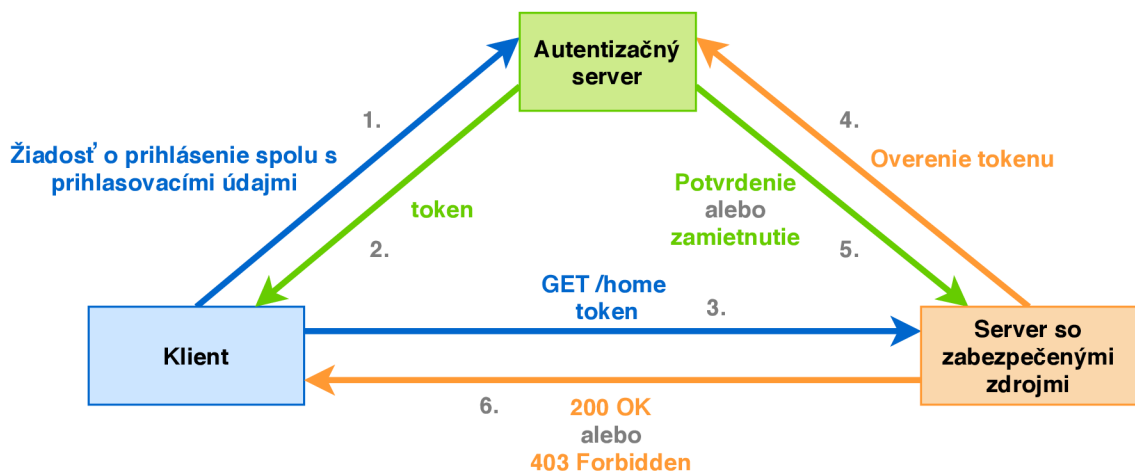 Autentizačný
server
1.
4.
Žiadosť o prihlásenie spolu s
prihlasovacími údajmi
Overenie tokenu
token
2.
Potvrdenie
alebo
zamietnutie
5.
GET /home
token
3.
Klient
Server so
zabezpečenými
zdrojmi
6.
200 OK
alebo
403 Forbidden